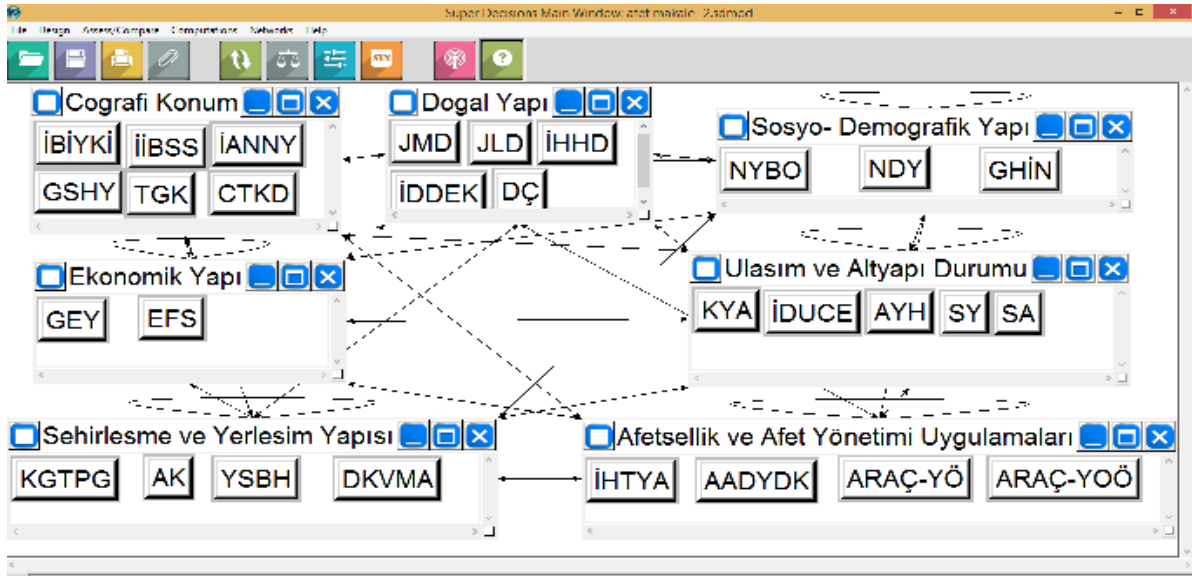 Super Decisions Main Window: afet makale -2.sdmod
File Design Assess/Compare Computations Networks Help
Cografi Konum
İBİYKİ İİBSS İANNY
GSHY TGK CTKD
Dogal Yapı
JMD JLD İHHD
İDDEK DÇ
Sosyo- Demografik Yapı
NYBO NDY GHİN
Ekonomik Yapı
GEY EFS
Ulasım ve Altyapı Durumu
KYA İDUCE AYH SY SA
Sehirlesme ve Yerlesim Yapısı
KGTPG AK YSBH DKVMA
Afetsellik ve Afet Yönetimi Uygulamaları
İHTYA AADYDK ARAÇ-YÖ ARAÇ-YOÖ